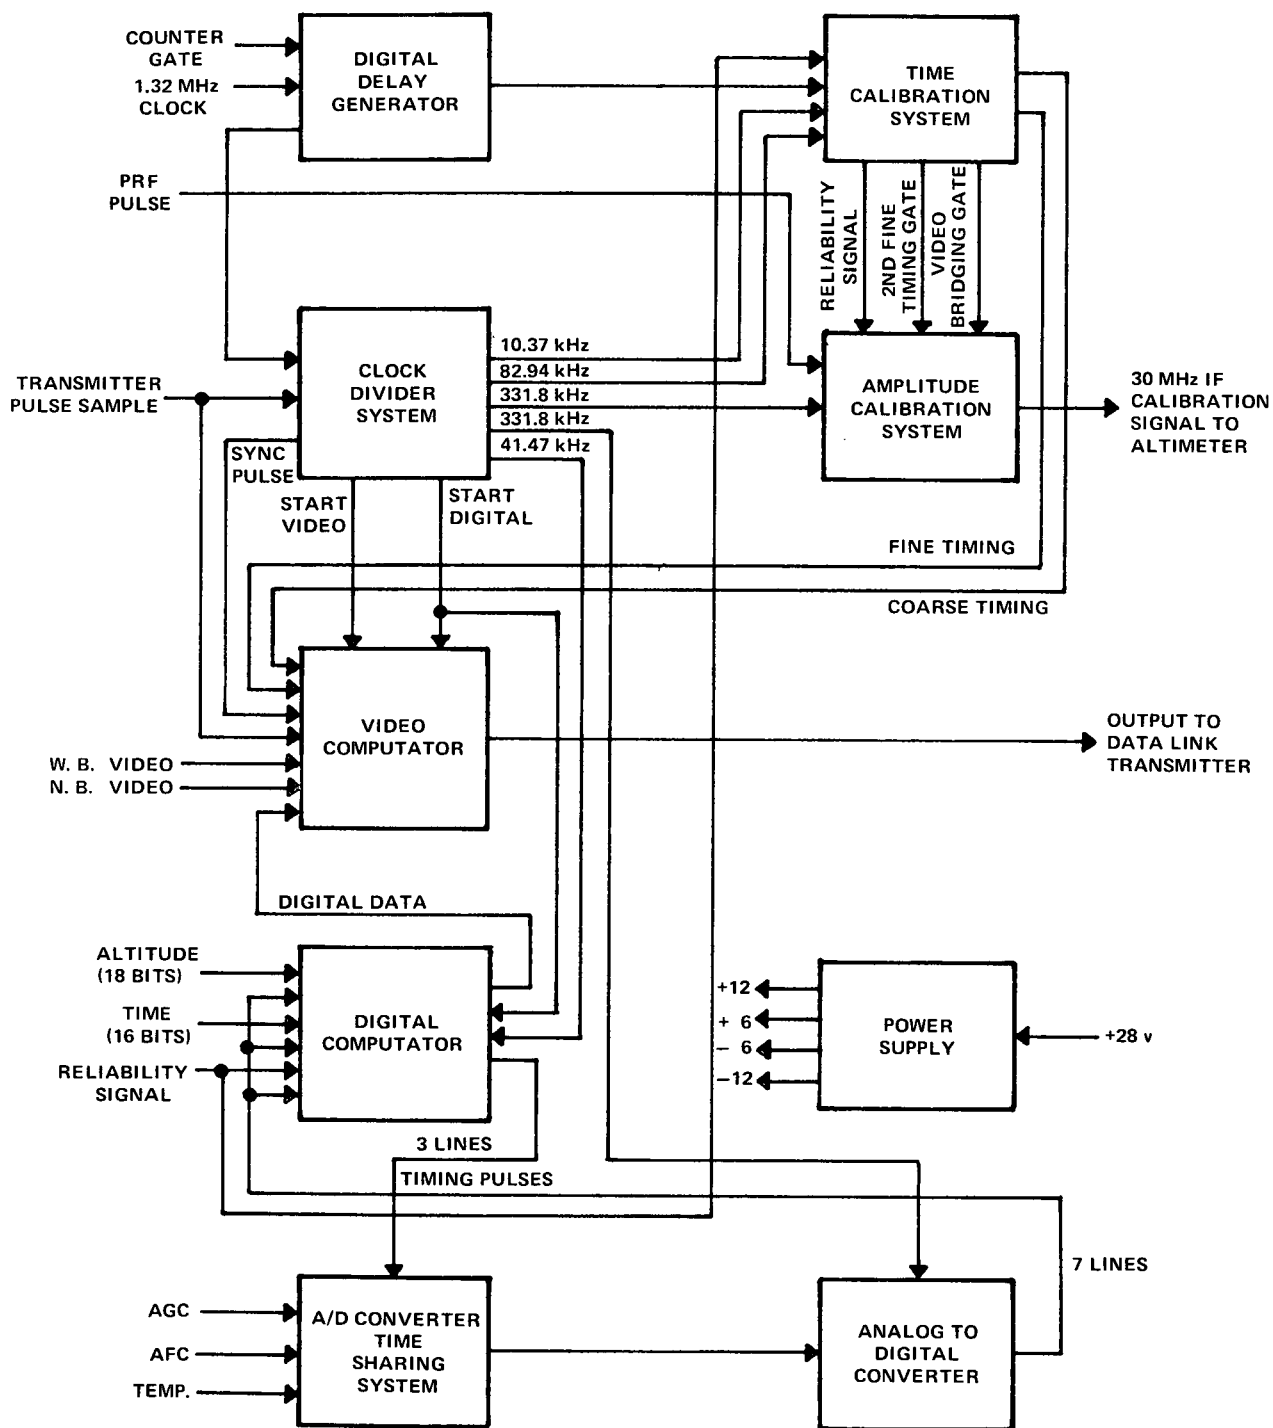 COUNTER
GATE
1.32 MHz
CLOCK
DIGITAL
DELAY
GENERATOR
TIME
CALIBRATION
SYSTEM
PRF
PULSE
RELIABILITY
SIGNAL
2ND FINE
TIMING GATE
VIDEO
BRIDGING GATE
TRANSMITTER
PULSE SAMPLE
CLOCK
DIVIDER
SYSTEM
10.37 kHz
82.94 kHz
331.8 kHz
331.8 kHz
41.47 kHz
AMPLITUDE
CALIBRATION
SYSTEM
30 MHz IF
CALIBRATION
SIGNAL TO
ALTIMETER
SYNC
PULSE
START
VIDEO
START
DIGITAL
FINE TIMING
COARSE TIMING
VIDEO
COMPUTATOR
W. B. VIDEO
N. B. VIDEO
OUTPUT TO
DATA LINK
TRANSMITTER
DIGITAL DATA
ALTITUDE
(18 BITS)
TIME
(16 BITS)
RELIABILITY
SIGNAL
DIGITAL
COMPUTATOR
+12
+ 6
− 6
−12
POWER
SUPPLY
+28 v
3 LINES
TIMING PULSES
7 LINES
AGC
AFC
TEMP.
A/D CONVERTER
TIME
SHARING
SYSTEM
ANALOG TO
DIGITAL
CONVERTER